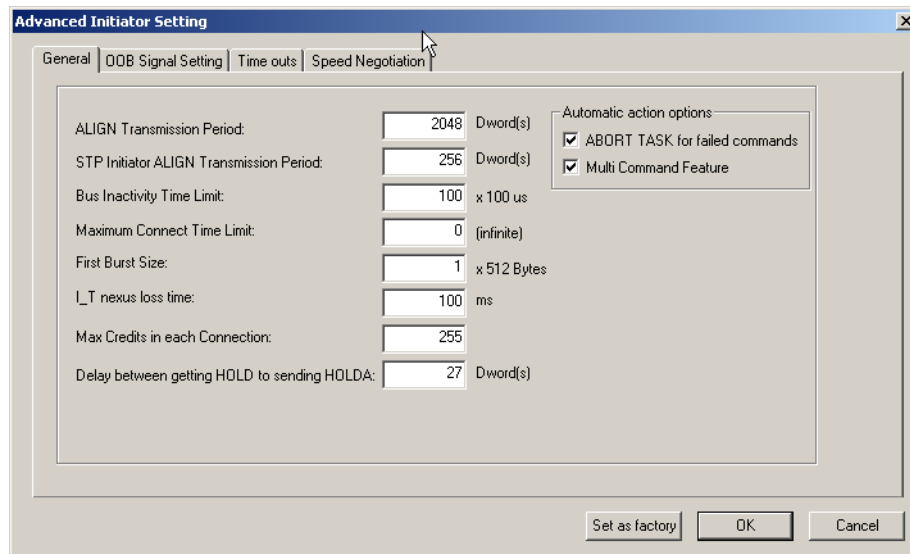 Advanced Initiator Setting
General OOB Signal Setting Time outs Speed Negotiation
ALIGN Transmission Period: 2048 Dword(s)
STP Initiator ALIGN Transmission Period: 256 Dword(s)
Bus Inactivity Time Limit: 100 x 100 us
Maximum Connect Time Limit: 0 (infinite)
First Burst Size: 1 x 512 Bytes
I_T nexus loss time: 100 ms
Max Credits in each Connection: 255
Delay between getting HOLD to sending HOLDA: 27 Dword(s)
Automatic action options
ABORT TASK for failed commands
Multi Command Feature
Set as factory OK Cancel